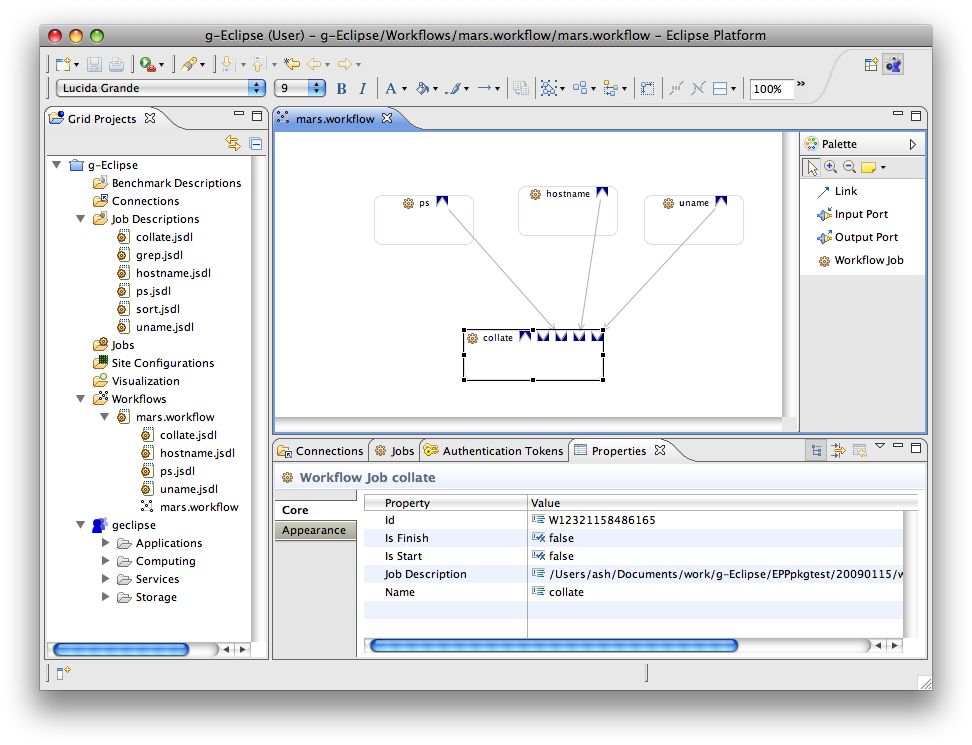 g-Eclipse (User) – g-Eclipse/Workflows/mars.workflow/mars.workflow – Eclipse Platform
Lucida Grande 9 B I A 100% »
Grid Projects
g-Eclipse
Benchmark Descriptions
Connections
Job Descriptions
collate.jsdl
grep.jsdl
hostname.jsdl
ps.jsdl
sort.jsdl
uname.jsdl
Jobs
Site Configurations
Visualization
Workflows
mars.workflow
collate.jsdl
hostname.jsdl
ps.jsdl
uname.jsdl
mars.workflow
geclipse
Applications
Computing
Services
Storage
mars.workflow
ps
hostname
uname
collate
Palette
Link
Input Port
Output Port
Workflow Job
Connections Jobs Authentication Tokens Properties
Workflow Job collate
Core
Appearance
Property Value
Id W12321158486165
Is Finish false
Is Start false
Job Description /Users/ash/Documents/work/g-Eclipse/EPPpkgtest/20090115/w
Name collate